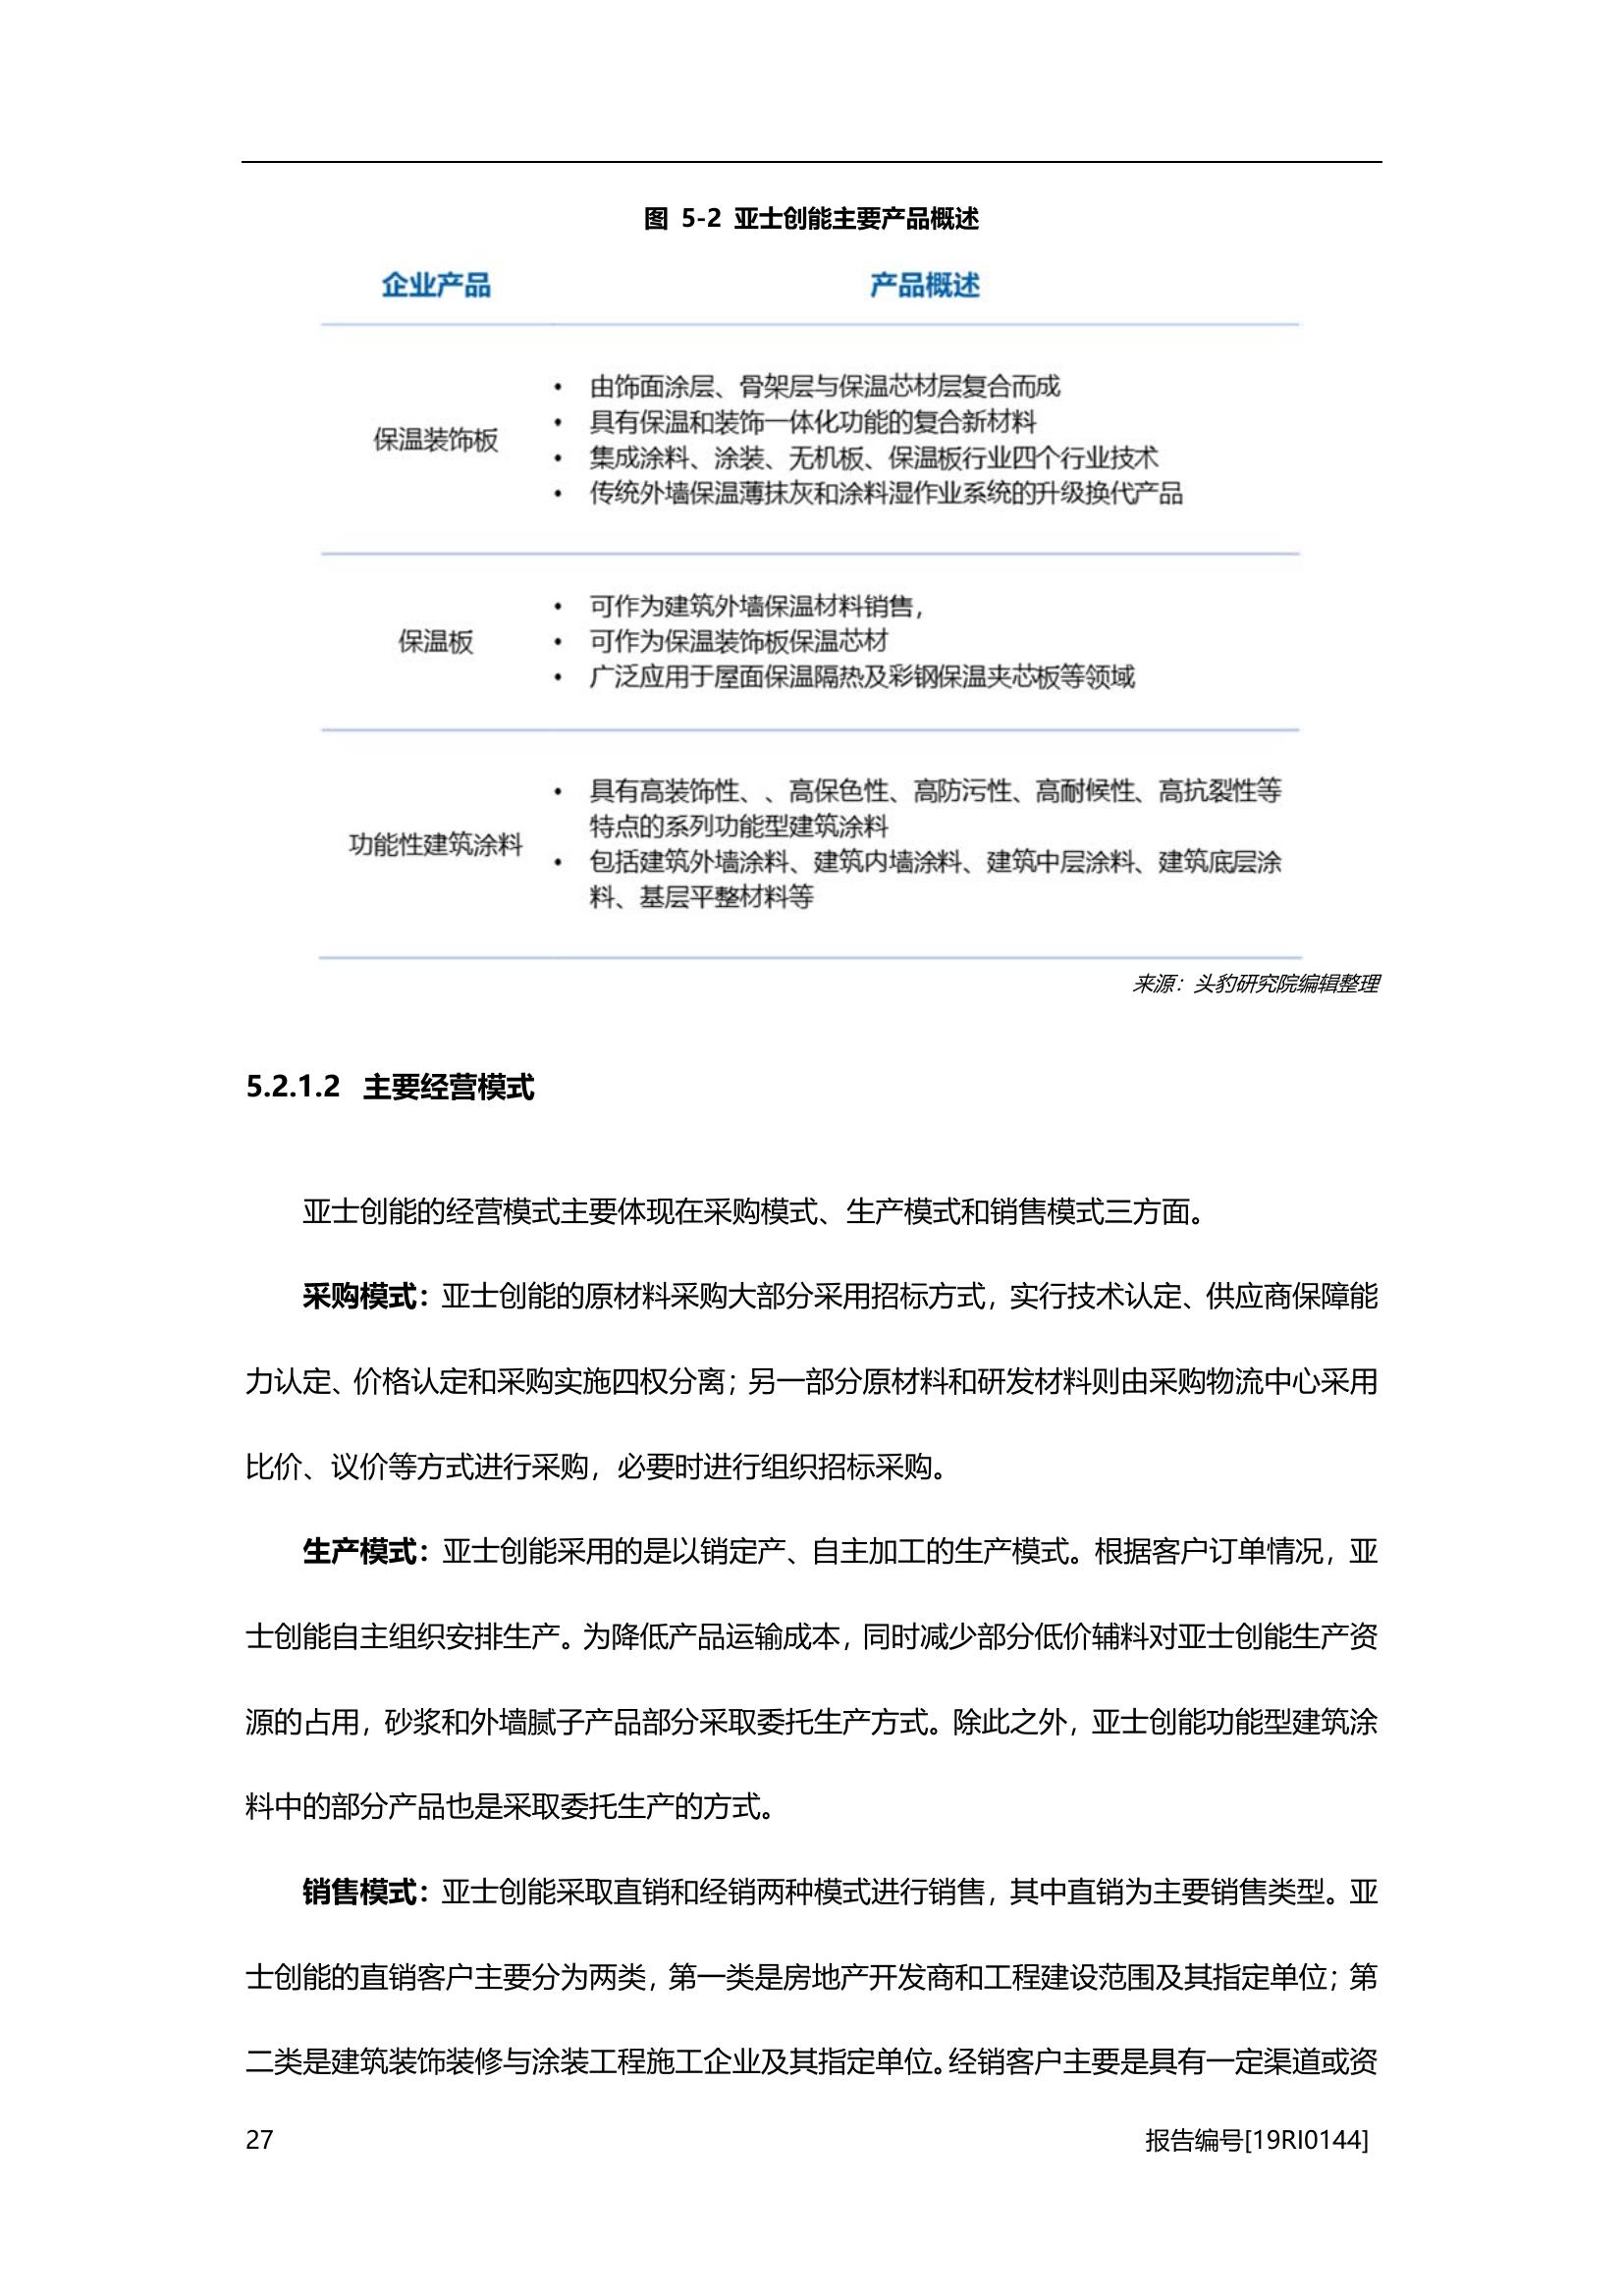 图 5-2 亚士创能主要产品概述
企业产品 产品概述
保温装饰板
• 由饰面涂层、骨架层与保温芯材层复合而成
• 具有保温和装饰一体化功能的复合新材料
• 集成涂料、涂装、无机板、保温板行业四个行业技术
• 传统外墙保温薄抹灰和涂料湿作业系统的升级换代产品
保温板
• 可作为建筑外墙保温材料销售，
• 可作为保温装饰板保温芯材
• 广泛应用于屋面保温隔热及彩钢保温夹芯板等领域
功能性建筑涂料
• 具有高装饰性、、高保色性、高防污性、高耐候性、高抗裂性等
特点的系列功能型建筑涂料
• 包括建筑外墙涂料、建筑内墙涂料、建筑中层涂料、建筑底层涂
料、基层平整材料等
来源：头豹研究院编辑整理
5.2.1.2 主要经营模式
亚士创能的经营模式主要体现在采购模式、生产模式和销售模式三方面。
采购模式：亚士创能的原材料采购大部分采用招标方式，实行技术认定、供应商保障能
力认定、价格认定和采购实施四权分离；另一部分原材料和研发材料则由采购物流中心采用
比价、议价等方式进行采购，必要时进行组织招标采购。
生产模式：亚士创能采用的是以销定产、自主加工的生产模式。根据客户订单情况，亚
士创能自主组织安排生产。为降低产品运输成本，同时减少部分低价辅料对亚士创能生产资
源的占用，砂浆和外墙腻子产品部分采取委托生产方式。除此之外，亚士创能功能型建筑涂
料中的部分产品也是采取委托生产的方式。
销售模式：亚士创能采取直销和经销两种模式进行销售，其中直销为主要销售类型。亚
士创能的直销客户主要分为两类，第一类是房地产开发商和工程建设范围及其指定单位；第
二类是建筑装饰装修与涂装工程施工企业及其指定单位。经销客户主要是具有一定渠道或资
27 报告编号[19RI0144]